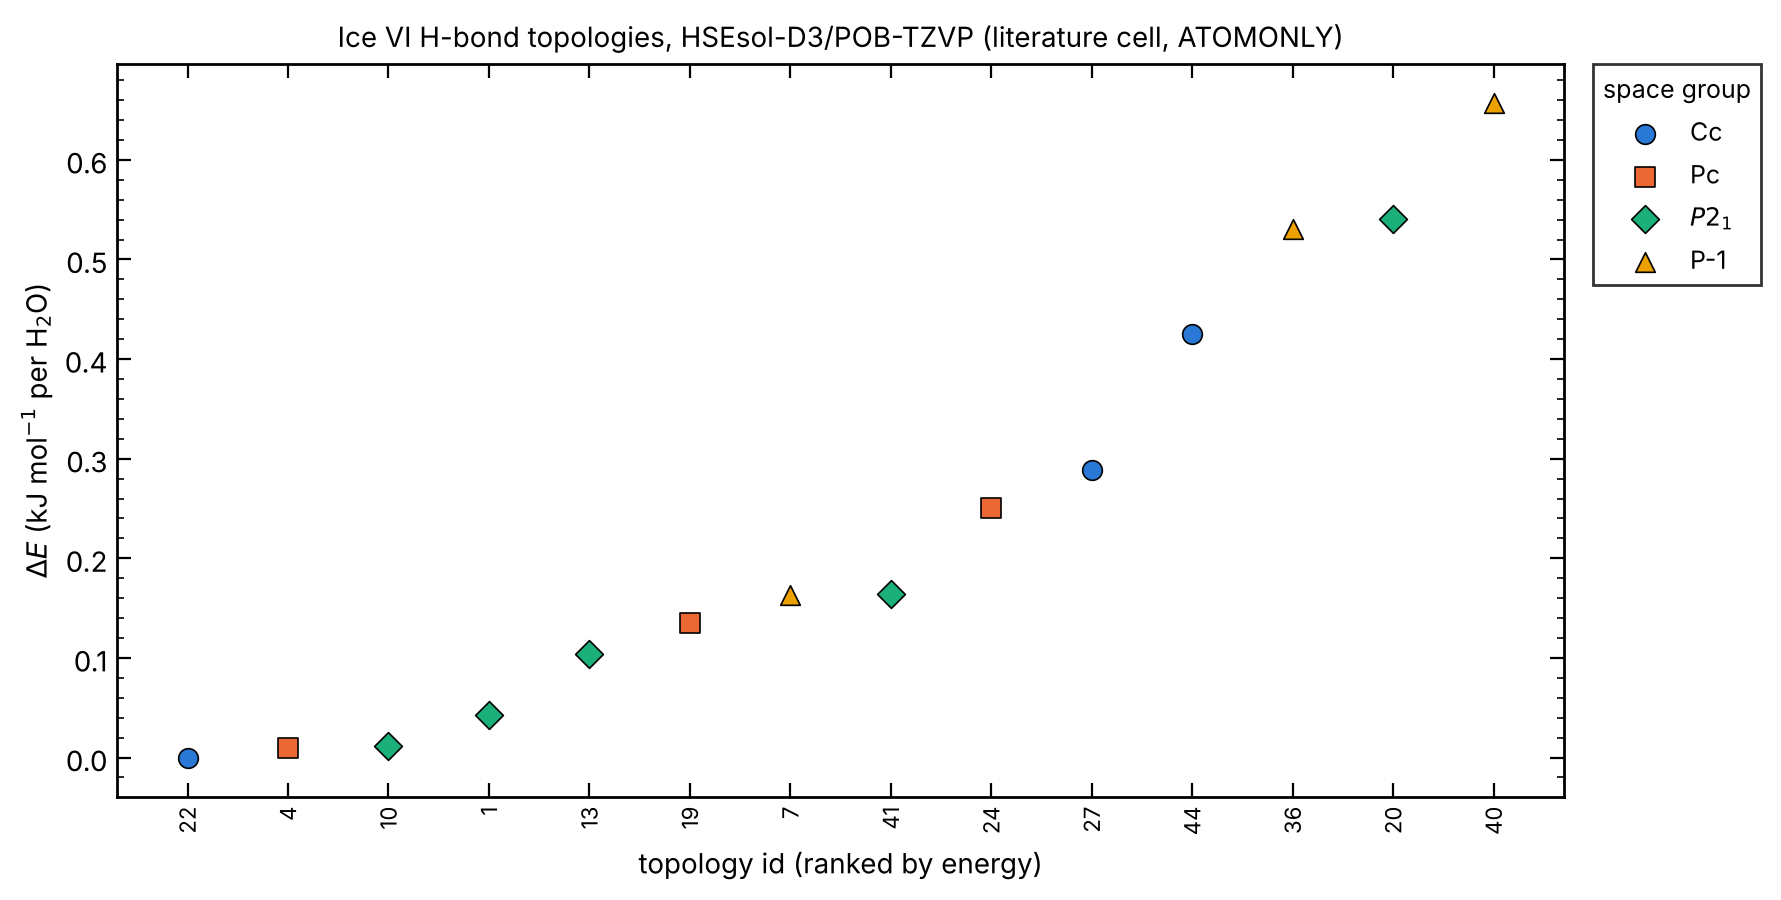 Ice VI H-bond topologies, HSEsol-D3/POB-TZVP (literature cell, ATOMONLY)
space group
Cc
Pc
P2₁
P-1
ΔE (kJ mol⁻¹ per H₂O)
0.6
0.5
0.4
0.3
0.2
0.1
0.0
22 4 10 1 13 19 7 41 24 27 44 36 20 40
topology id (ranked by energy)